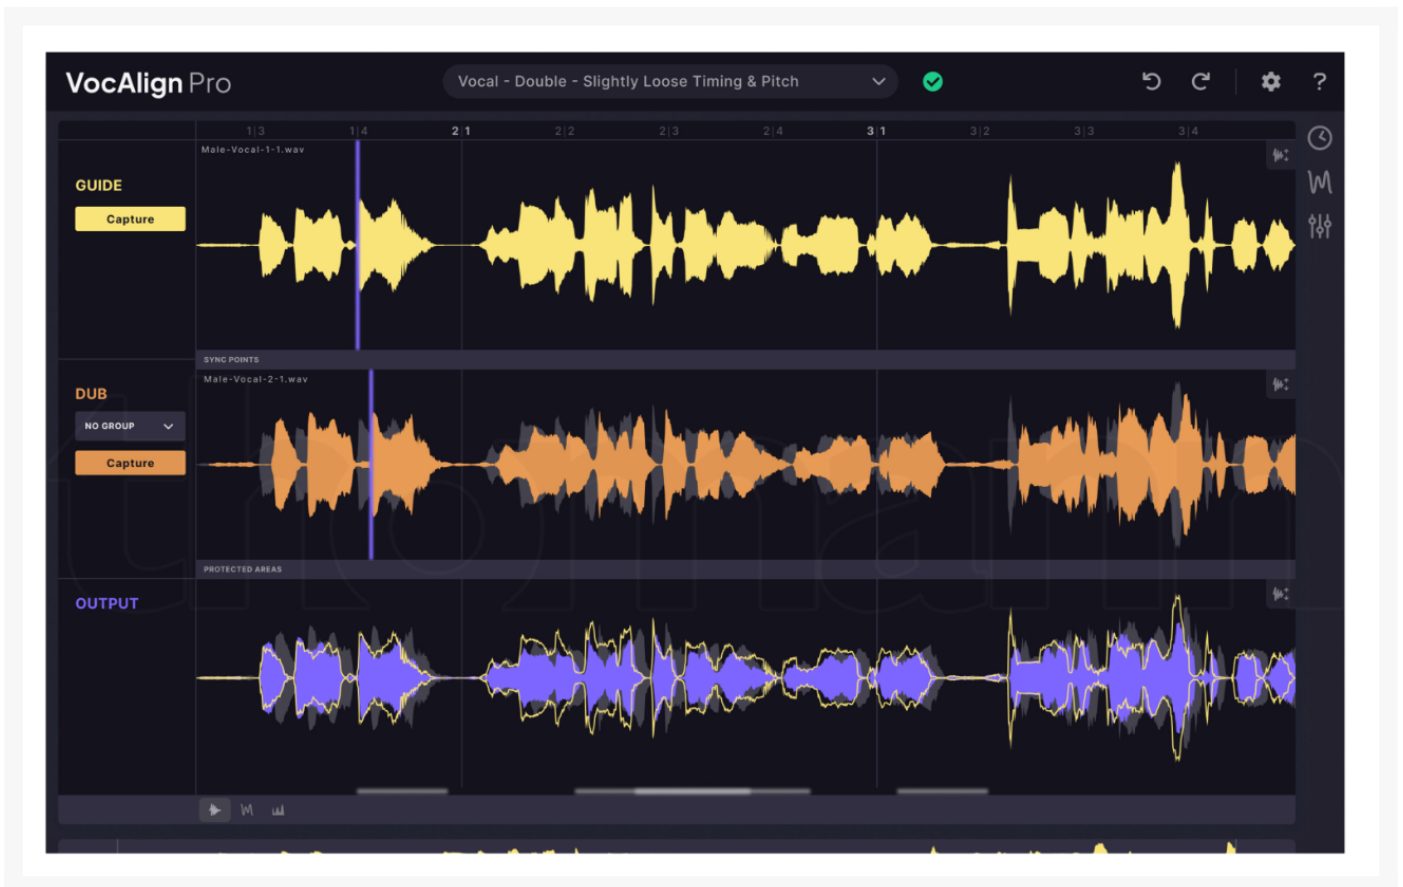 VocAlign Pro
Vocal - Double - Slightly Loose Timing & Pitch
?
1|3 1|4 2|1 2|2 2|3 2|4 3|1 3|2 3|3 3|4
Male-Vocal-1-1.wav
GUIDE
Capture
SYNC POINTS
Male-Vocal-2-1.wav
DUB
NO GROUP
Capture
thomann
PROTECTED AREAS
OUTPUT